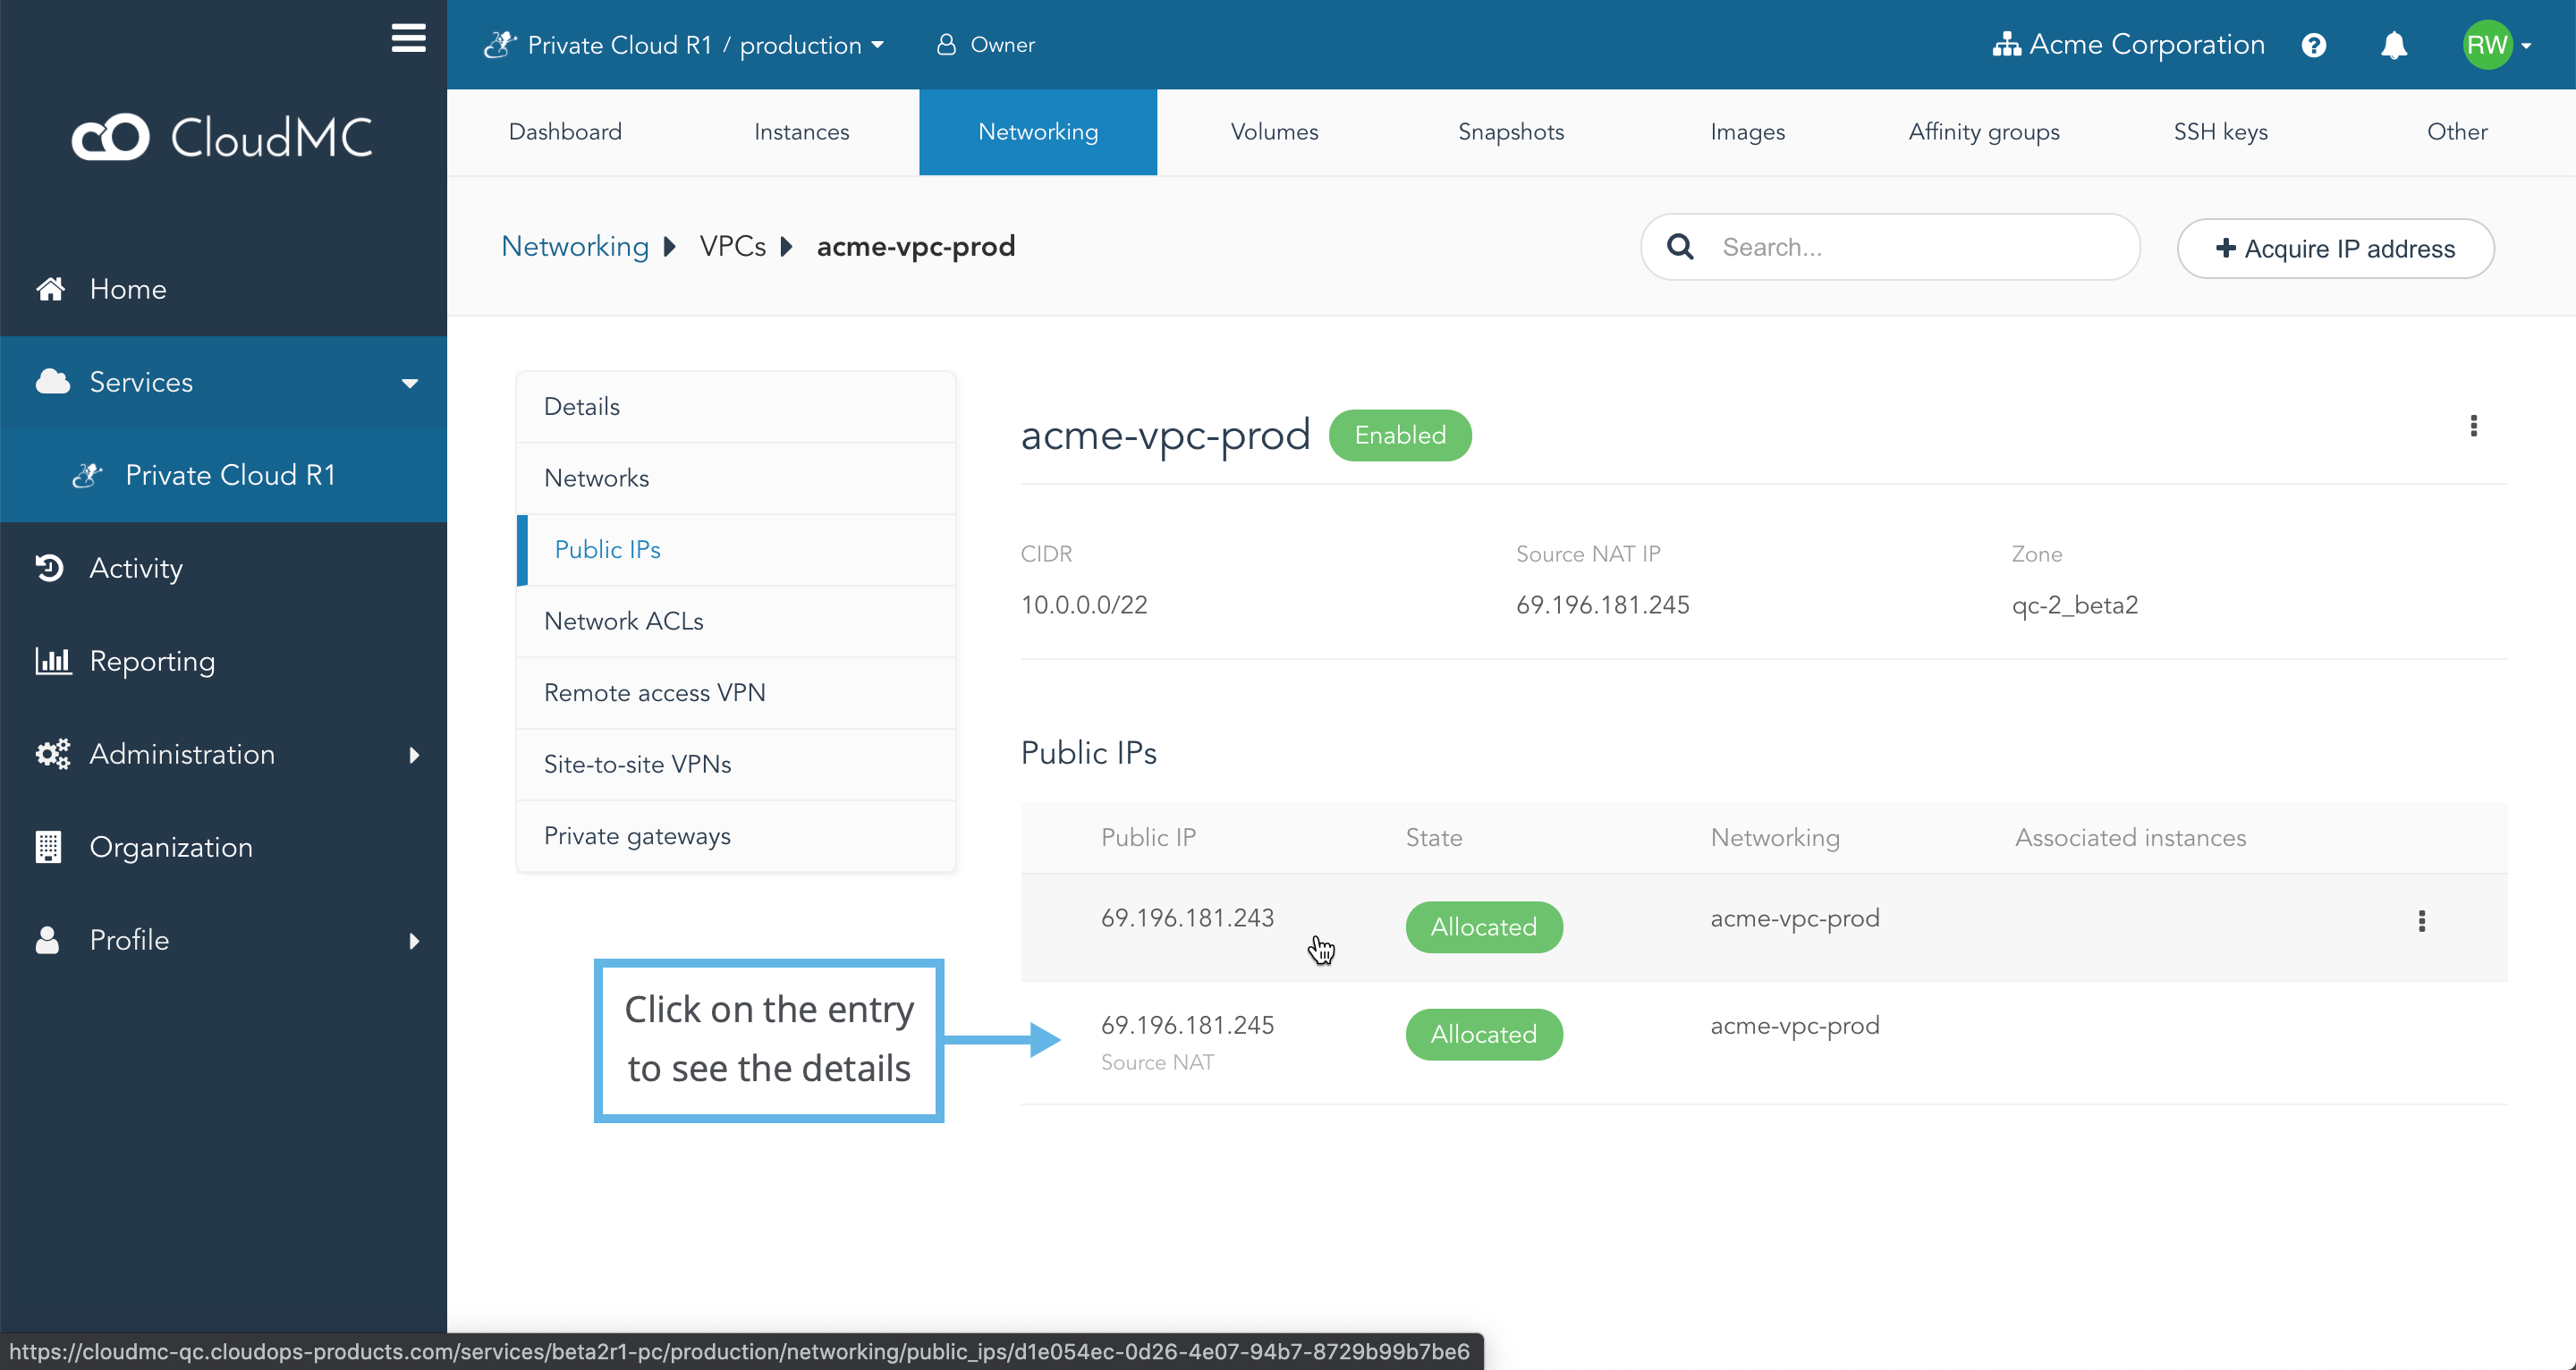 CloudMC
Home
Services
Private Cloud R1
Activity
Reporting
Administration
Organization
Profile
Private Cloud R1 / production
Owner
Acme Corporation
RW
Dashboard
Instances
Networking
Volumes
Snapshots
Images
Affinity groups
SSH keys
Other
Networking VPCs acme-vpc-prod
Search...
Acquire IP address
Details
Networks
Public IPs
Network ACLs
Remote access VPN
Site-to-site VPNs
Private gateways
acme-vpc-prod Enabled
CIDR Source NAT IP Zone
10.0.0.0/22 69.196.181.245 qc-2_beta2
Public IPs
Public IP State Networking Associated instances
69.196.181.243 Allocated acme-vpc-prod
69.196.181.245 Allocated acme-vpc-prod
Source NAT
Click on the entry
to see the details
https://cloudmc-qc.cloudops-products.com/services/beta2r1-pc/production/networking/public_ips/d1e054ec-0d26-4e07-94b7-8729b99b7be6